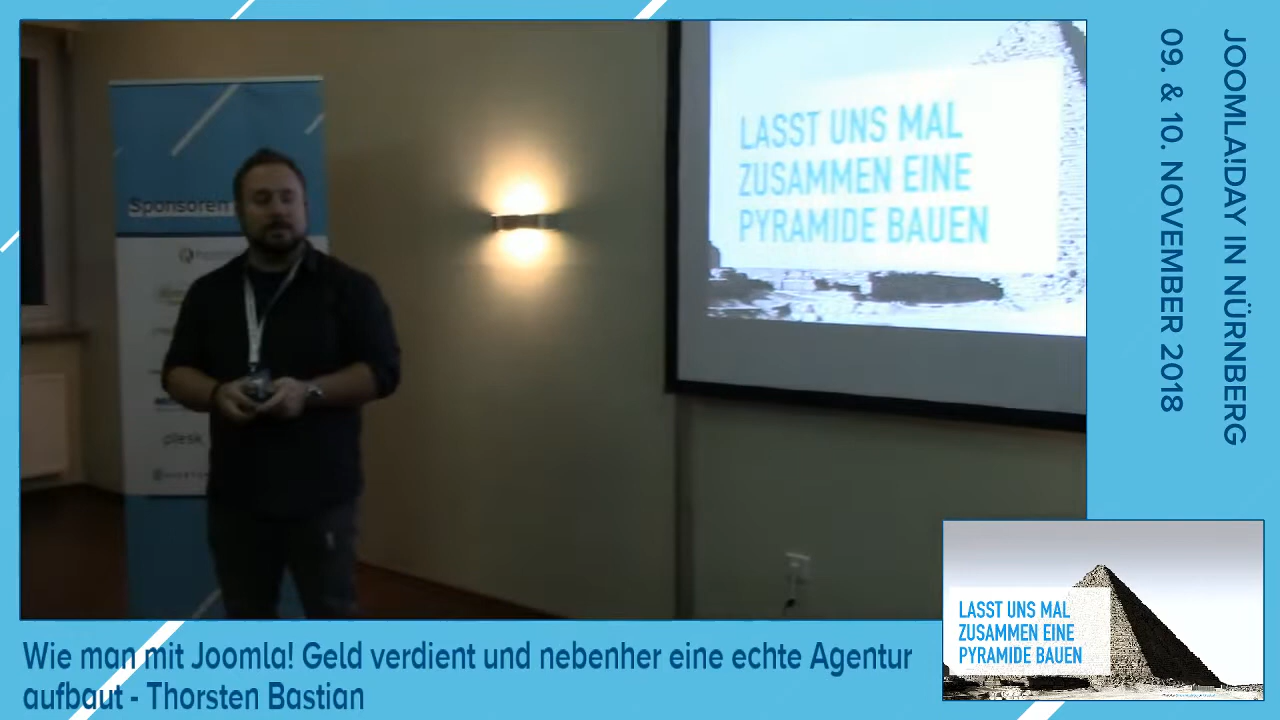 Sponsoren
plesk
LASST UNS MAL
ZUSAMMEN EINE
PYRAMIDE BAUEN
JOOMLA!DAY IN NÜRNBERG
09. & 10. NOVEMBER 2018
LASST UNS MAL
ZUSAMMEN EINE
PYRAMIDE BAUEN
Wie man mit Joomla! Geld verdient und nebenher eine echte Agentur
aufbaut - Thorsten Bastian